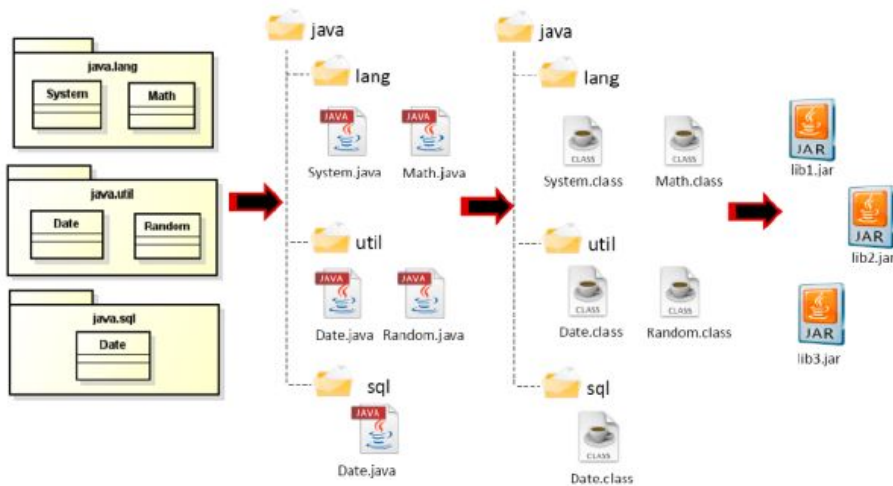 java.lang
System
Math
java.util
Date
Random
java.sql
Date
java
lang
JAVA
JAVA
System.java
Math.java
util
JAVA
JAVA
Date.java
Random.java
sql
JAVA
Date.java
java
lang
CLASS
CLASS
System.class
Math.class
util
CLASS
CLASS
Date.class
Random.class
sql
CLASS
Date.class
JAR
lib1.jar
JAR
lib2.jar
JAR
lib3.jar